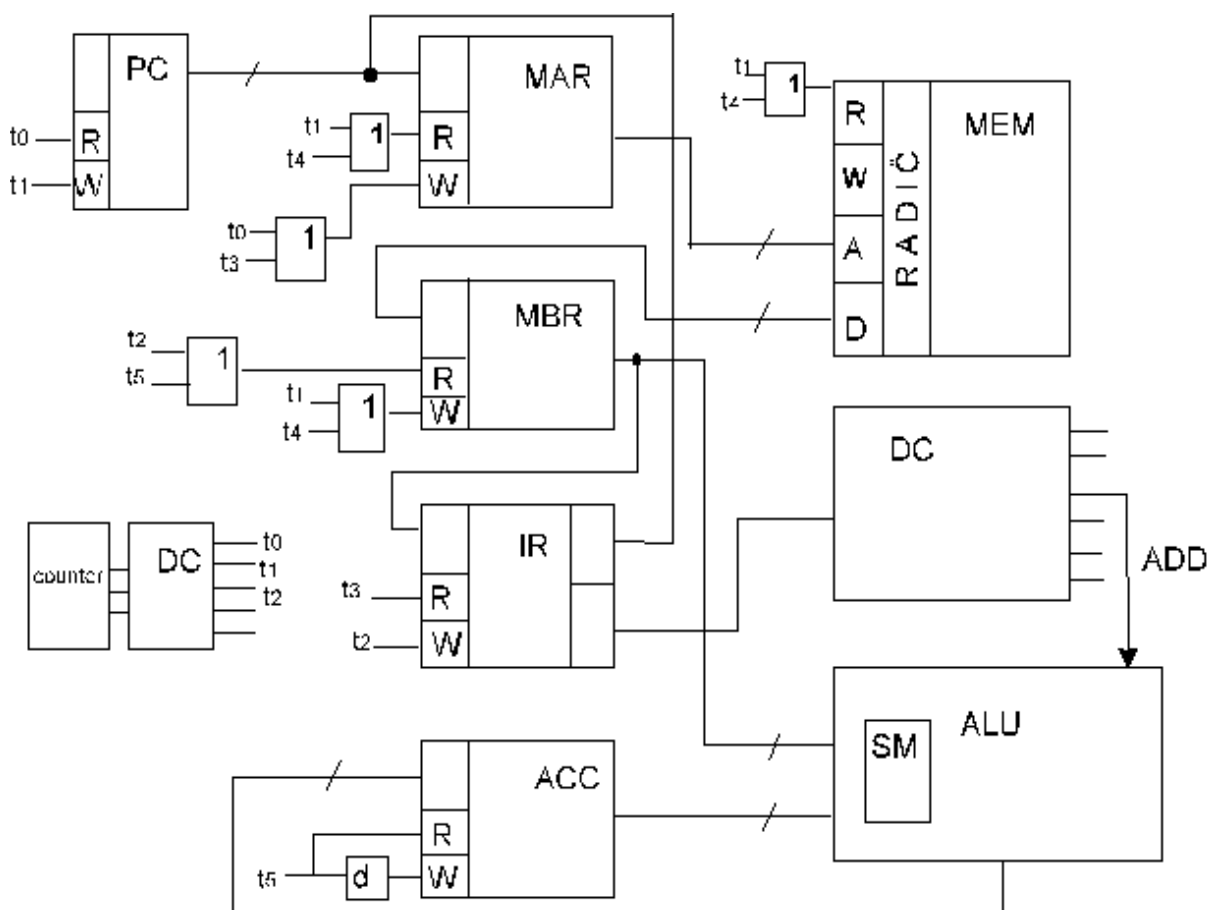 PC
R
W
t0
t1
MAR
R
W
t1
t4
1
t0
t3
1
t1
t4
1
R
W
A
D
RADIČ
MEM
MBR
R
W
t2
t5
1
t1
t4
1
counter
DC
t0
t1
t2
IR
R
W
t3
t2
DC
ADD
ACC
R
W
t5
d
SM
ALU